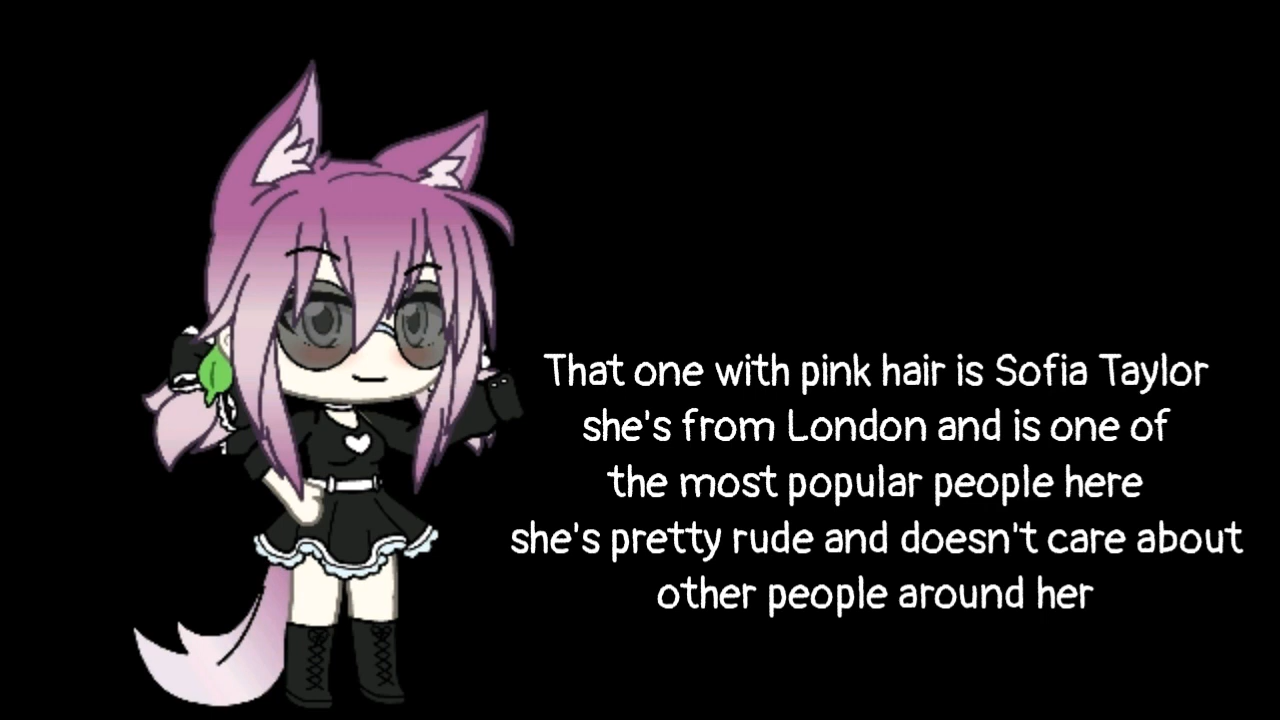 That one with pink hair is Sofia Taylor
she's from London and is one of
the most popular people here
she's pretty rude and doesn't care about
other people around her